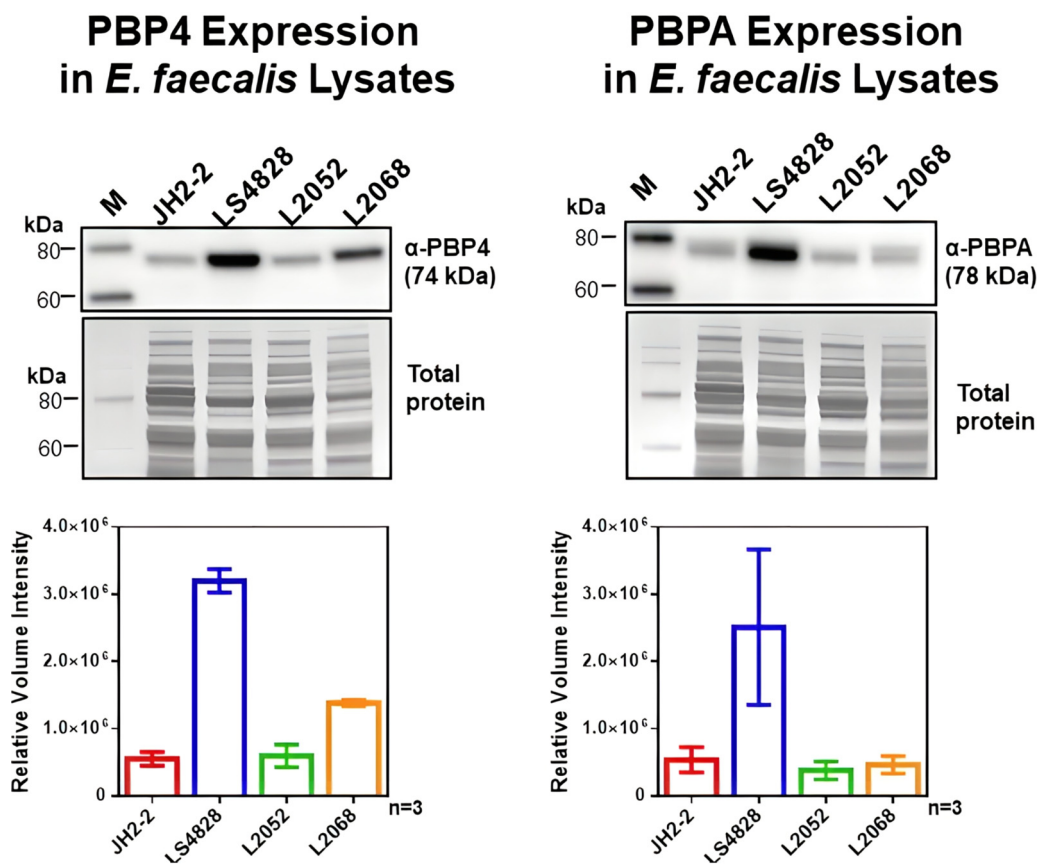 PBP4 Expression
in E. faecalis Lysates
M
JH2-2
LS4828
L2052
L2068
kDa
80
60
α-PBP4
(74 kDa)
kDa
80
60
Total
protein
Relative Volume Intensity
4.0×10⁶
3.0×10⁶
2.0×10⁶
1.0×10⁶
0
JH2-2
LS4828
L2052
L2068
n=3
PBPA Expression
in E. faecalis Lysates
M
JH2-2
LS4828
L2052
L2068
kDa
80
60
α-PBPA
(78 kDa)
Total
protein
Relative Volume Intensity
4.0×10⁶
3.0×10⁶
2.0×10⁶
1.0×10⁶
0
JH2-2
LS4828
L2052
L2068
n=3